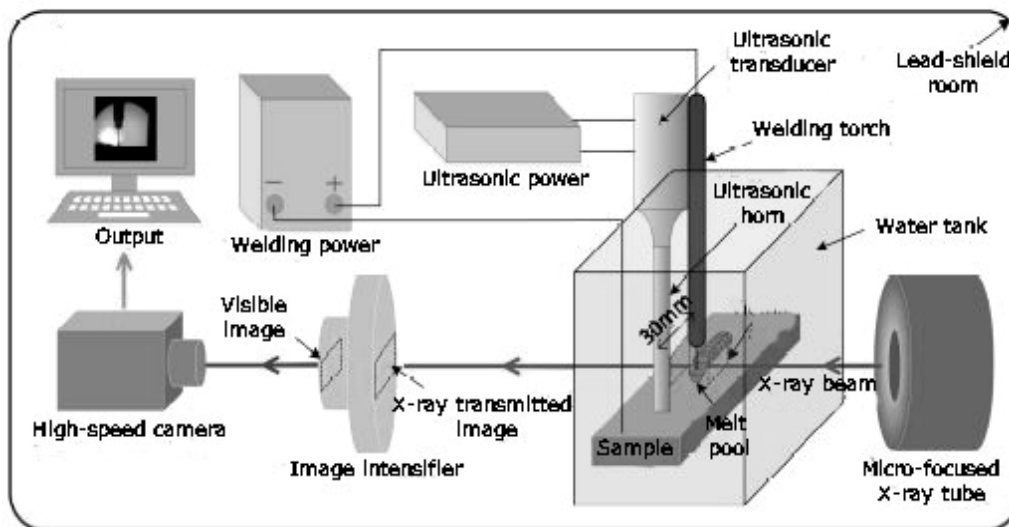 Ultrasonic
transducer
Lead-shield
room
Welding torch
Ultrasonic power
Ultrasonic
horn
− +
Output
Welding power
Water tank
Visible
image
30mm
X-ray beam
X-ray transmitted
image
High-speed camera
Melt
pool
Sample
Image intensifier
Micro-focused
X-ray tube